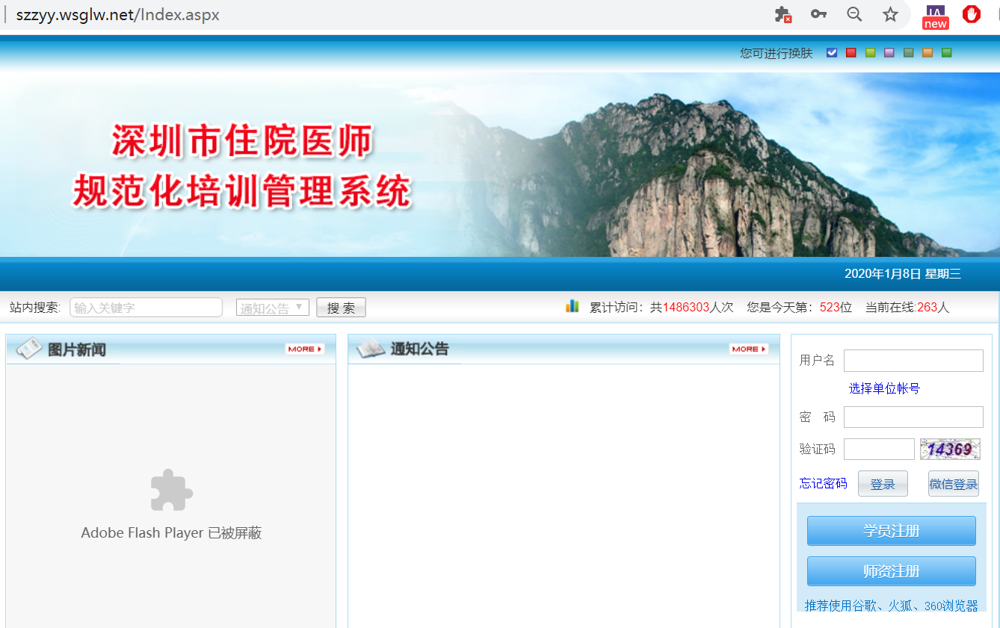 szzyy.wsglw.net/Index.aspx
new
您可进行换肤
深圳市住院医师
规范化培训管理系统
2020年1月8日 星期三
站内搜索: 输入关键字 通知公告 搜 索 累计访问：共1486303人次 您是今天第：523位 当前在线:263人
图片新闻 MORE
通知公告 MORE
Adobe Flash Player 已被屏蔽
用户名
选择单位帐号
密 码
验证码 14369
忘记密码 登录 微信登录
学员注册
师资注册
推荐使用谷歌、火狐、360浏览器